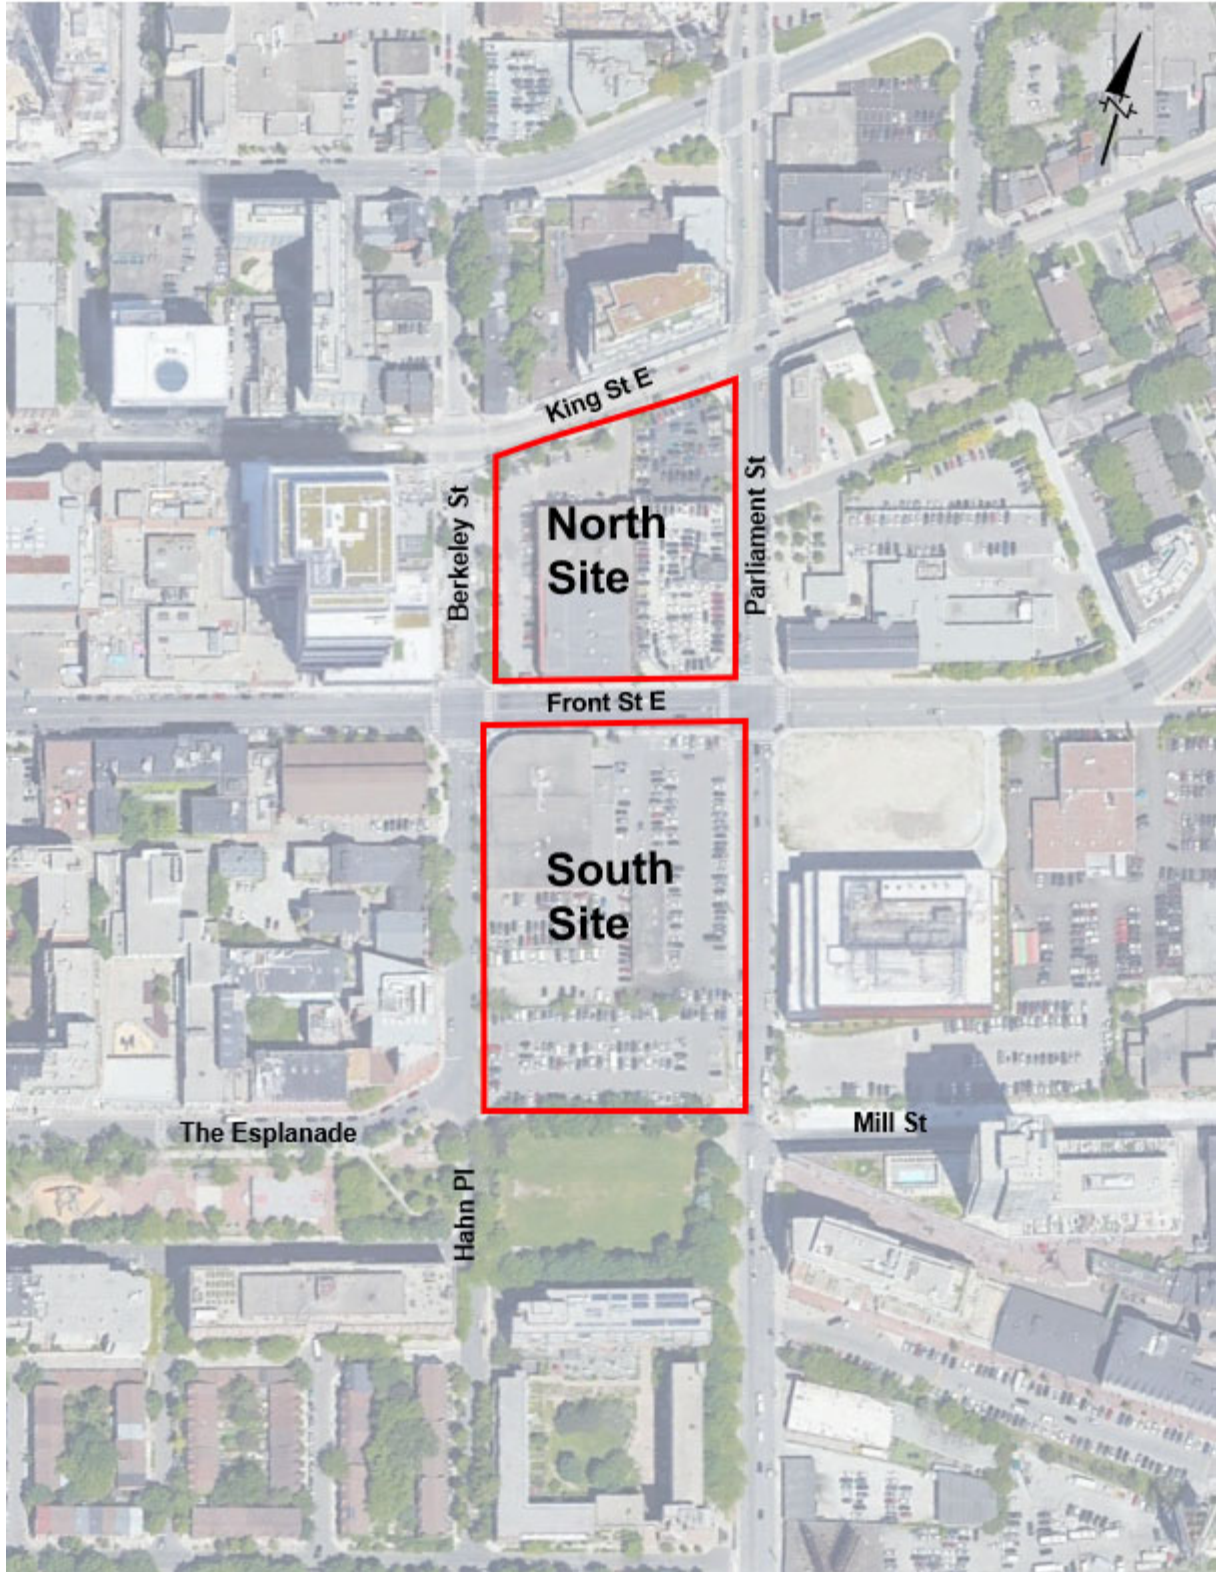 N
King St E
Berkeley St
North
Site
Parliament St
Front St E
South
Site
The Esplanade
Mill St
Hahn Pl